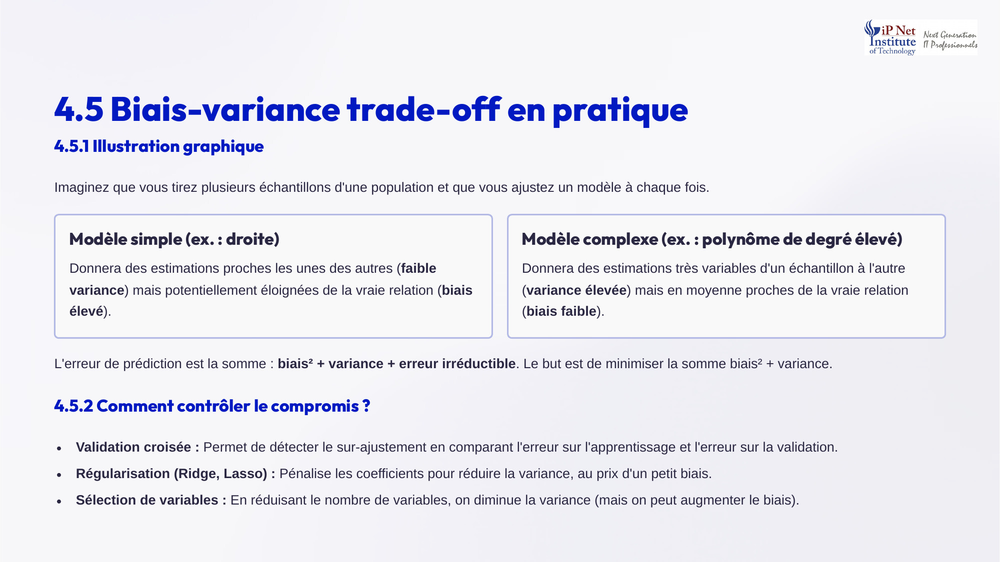 iP Net
Institute
of Technology
Next Generation
IT Professionnels
4.5 Biais-variance trade-off en pratique
4.5.1 Illustration graphique
Imaginez que vous tirez plusieurs échantillons d'une population et que vous ajustez un modèle à chaque fois.
Modèle simple (ex. : droite)
Donnera des estimations proches les unes des autres (faible
variance) mais potentiellement éloignées de la vraie relation (biais
élevé).
Modèle complexe (ex. : polynôme de degré élevé)
Donnera des estimations très variables d'un échantillon à l'autre
(variance élevée) mais en moyenne proches de la vraie relation
(biais faible).
L'erreur de prédiction est la somme : biais² + variance + erreur irréductible. Le but est de minimiser la somme biais² + variance.
4.5.2 Comment contrôler le compromis ?
• Validation croisée : Permet de détecter le sur-ajustement en comparant l'erreur sur l'apprentissage et l'erreur sur la validation.
• Régularisation (Ridge, Lasso) : Pénalise les coefficients pour réduire la variance, au prix d'un petit biais.
• Sélection de variables : En réduisant le nombre de variables, on diminue la variance (mais on peut augmenter le biais).